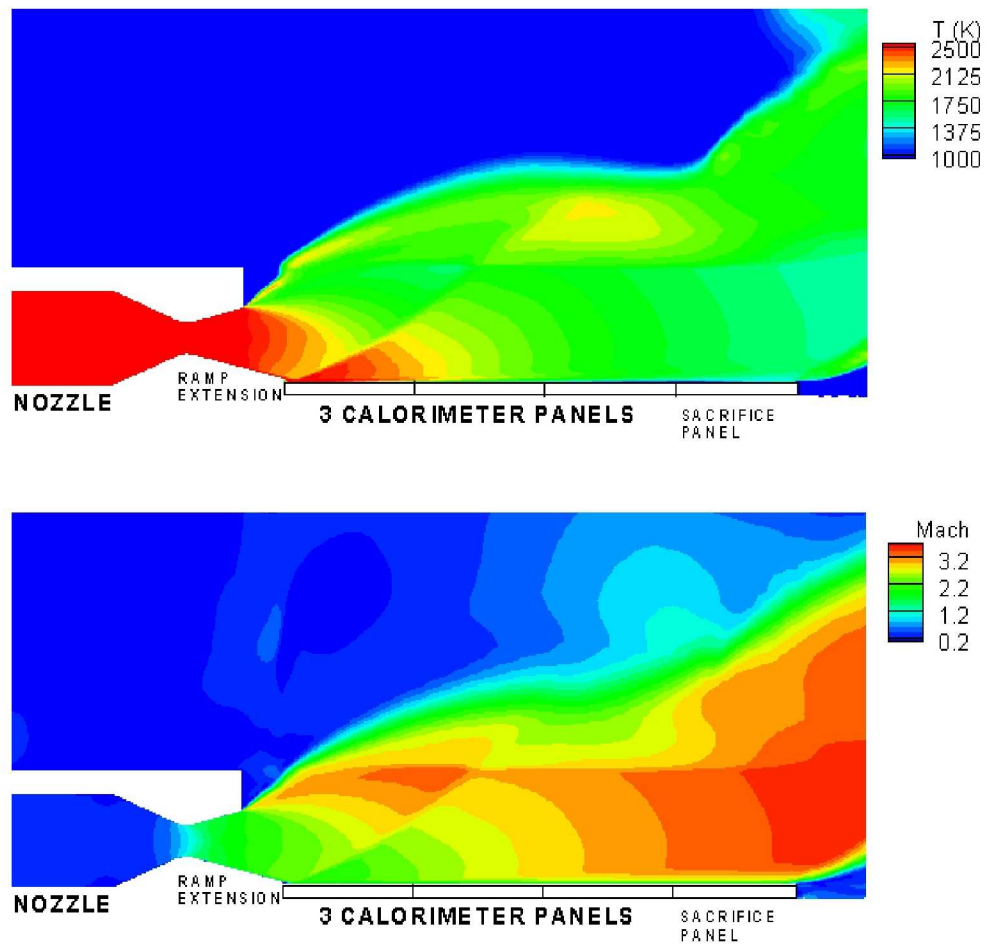 T (K)
2500
2125
1750
1375
1000
RAMP
EXTENSION
NOZZLE
3 CALORIMETER PANELS
SACRIFICE
PANEL
Mach
3.2
2.2
1.2
0.2
RAMP
EXTENSION
NOZZLE
3 CALORIMETER PANELS
SACRIFICE
PANEL